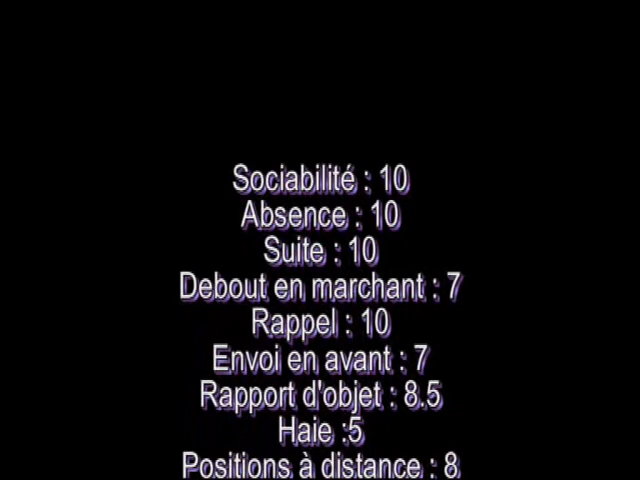 Sociabilité : 10
Absence : 10
Suite : 10
Debout en marchant : 7
Rappel : 10
Envoi en avant : 7
Rapport d'objet : 8.5
Haie :5
Positions à distance : 8